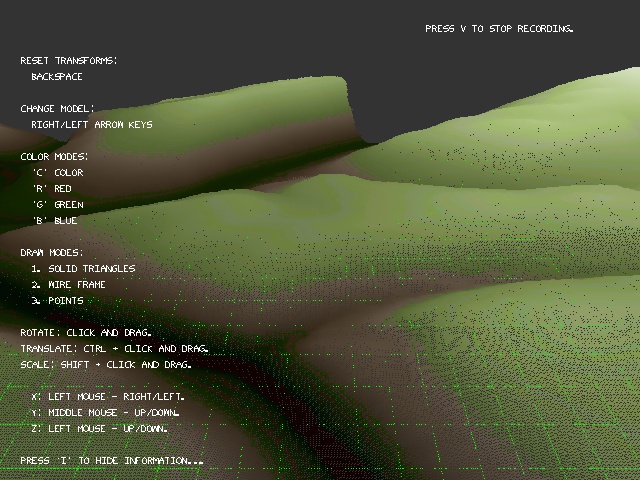 PRESS V TO STOP RECORDING.
RESET TRANSFORMS:
BACKSPACE
CHANGE MODEL:
RIGHT/LEFT ARROW KEYS
COLOR MODES:
'C' COLOR
'R' RED
'G' GREEN
'B' BLUE
DRAW MODES:
1. SOLID TRIANGLES
2. WIRE FRAME
3. POINTS
ROTATE: CLICK AND DRAG.
TRANSLATE: CTRL + CLICK AND DRAG.
SCALE: SHIFT + CLICK AND DRAG.
X: LEFT MOUSE - RIGHT/LEFT.
Y: MIDDLE MOUSE - UP/DOWN.
Z: LEFT MOUSE - UP/DOWN.
PRESS 'I' TO HIDE INFORMATION...